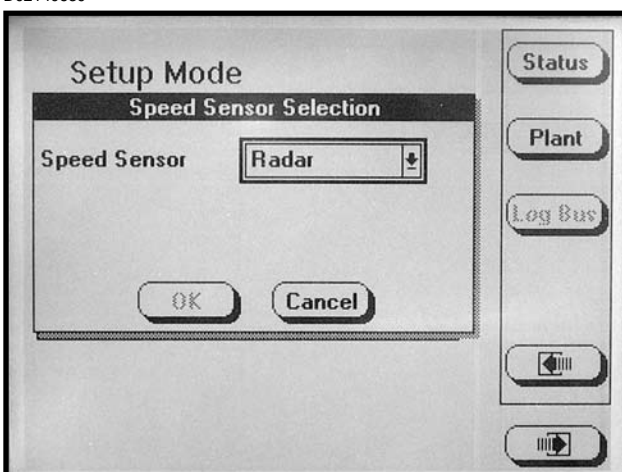 Setup Mode
Speed Sensor Selection
Speed Sensor Radar
OK Cancel
Status
Plant
Log Bus